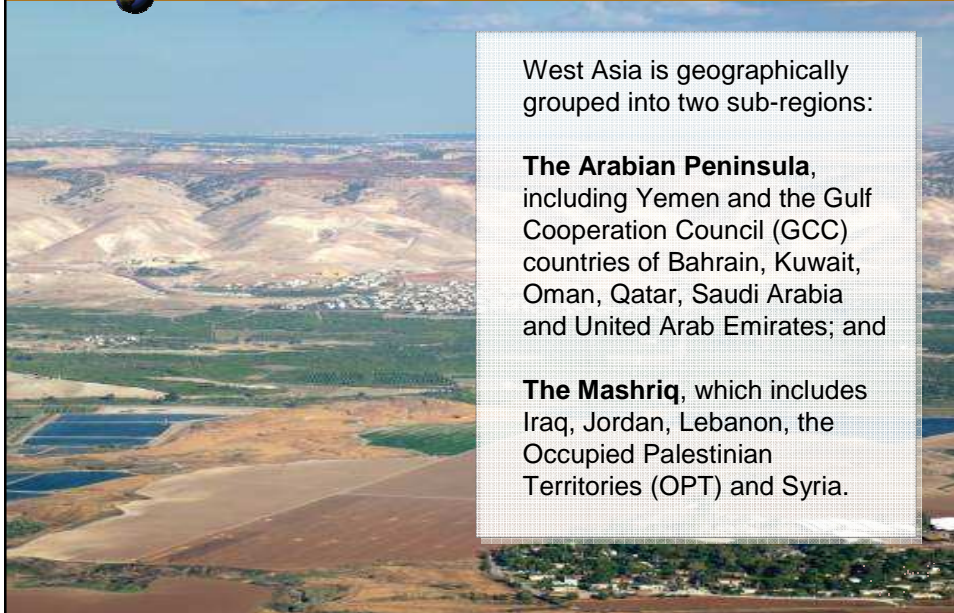 West Asia is geographically
grouped into two sub-regions:
The Arabian Peninsula,
including Yemen and the Gulf
Cooperation Council (GCC)
countries of Bahrain, Kuwait,
Oman, Qatar, Saudi Arabia
and United Arab Emirates; and
The Mashriq, which includes
Iraq, Jordan, Lebanon, the
Occupied Palestinian
Territories (OPT) and Syria.